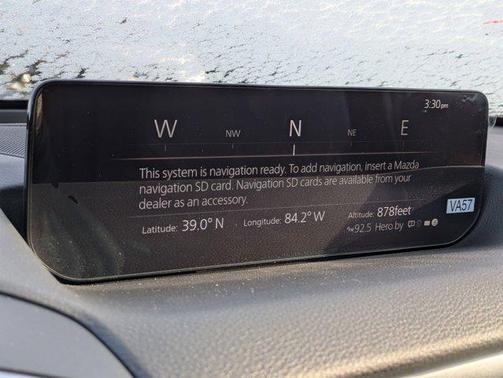 3:30pm
W NW N NE E
This system is navigation ready. To add navigation, insert a Mazda
navigation SD card. Navigation SD cards are available from your
dealer as an accessory.
Latitude: 39.0° N Longitude: 84.2° W Altitude: 878feet
VA57
92.5 Hero by